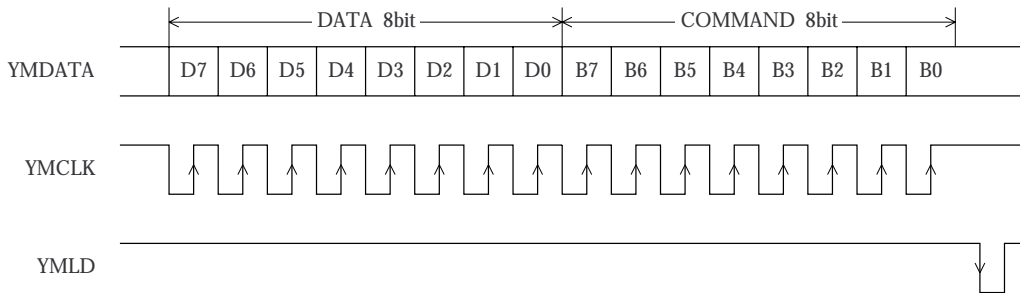 DATA 8bit COMMAND 8bit
YMDATA D7 D6 D5 D4 D3 D2 D1 D0 B7 B6 B5 B4 B3 B2 B1 B0
YMCLK
YMLD